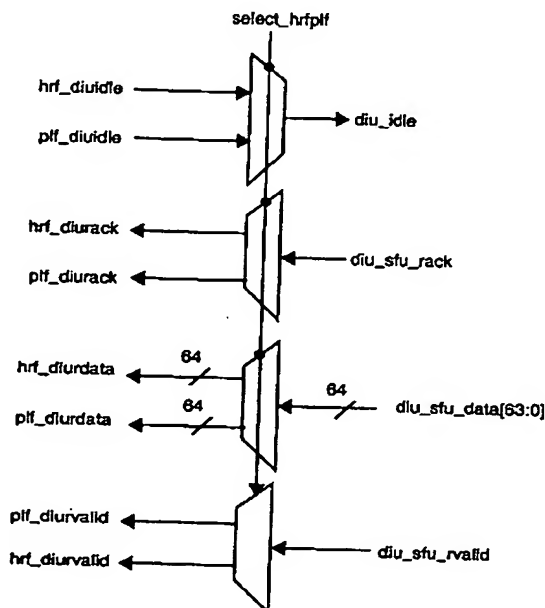 select_hrfplf
hrf_diuidle
plf_diuidle
diu_idle
hrf_diurack
plf_diurack
diu_sfu_rack
64
hrf_diurdata
64
plf_diurdata
64
diu_sfu_data[63:0]
plf_diurvalid
hrf_diurvalid
diu_sfu_rvalid